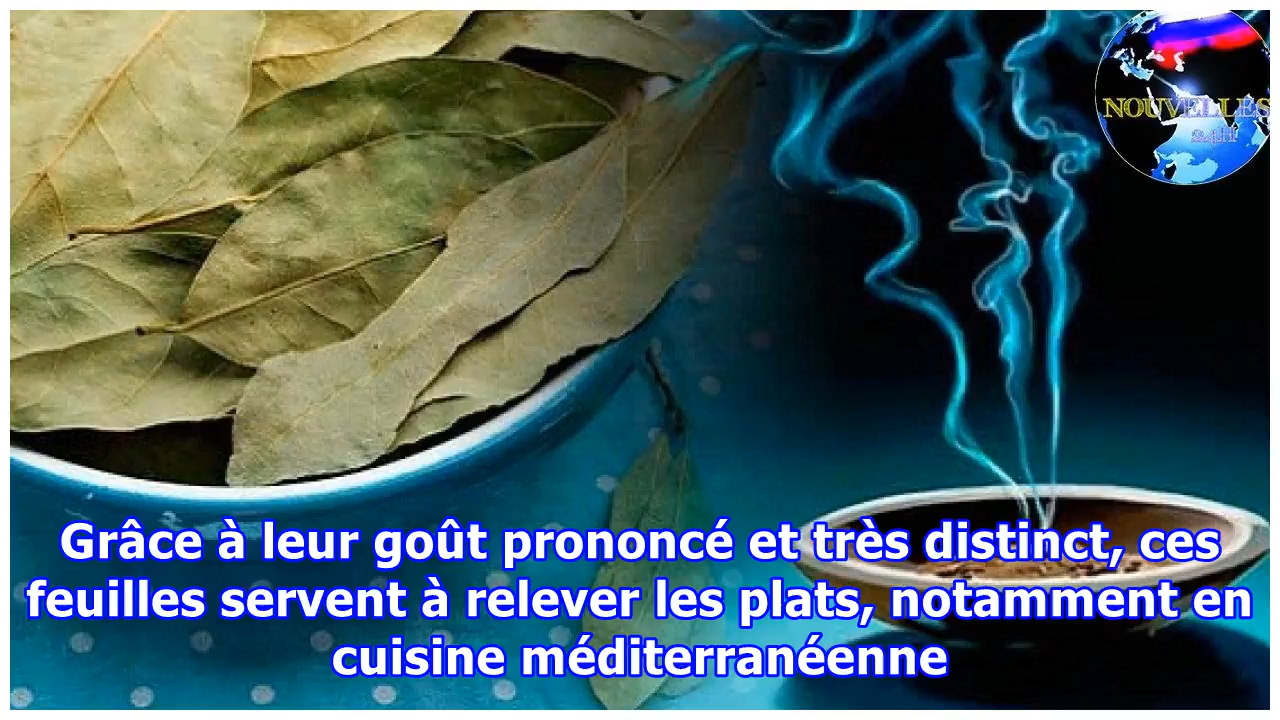 NOUVELLES
24H
Grâce à leur goût prononcé et très distinct, ces
feuilles servent à relever les plats, notamment en
cuisine méditerranéenne